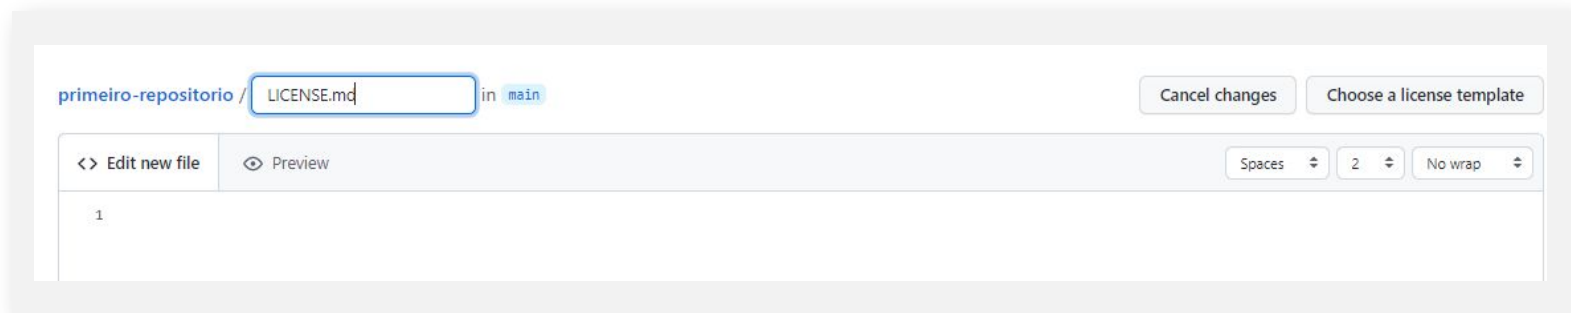 primeiro-repositorio / LICENSE.md in main Cancel changes Choose a license template
<> Edit new file Preview Spaces 2 No wrap
1